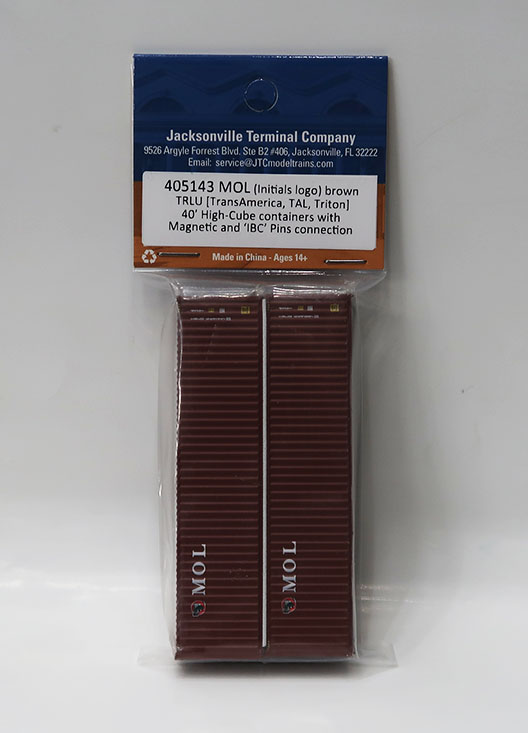 Jacksonville Terminal Company
9526 Argyle Forrest Blvd. Ste B2 #406, Jacksonville, FL 32222
Email: service@JTCmodeltrains.com
405143 MOL (Initials logo) brown
TRLU [TransAmerica, TAL, Triton]
40' High-Cube containers with
Magnetic and 'IBC' Pins connection
Made in China - Ages 14+
MOL
MOL